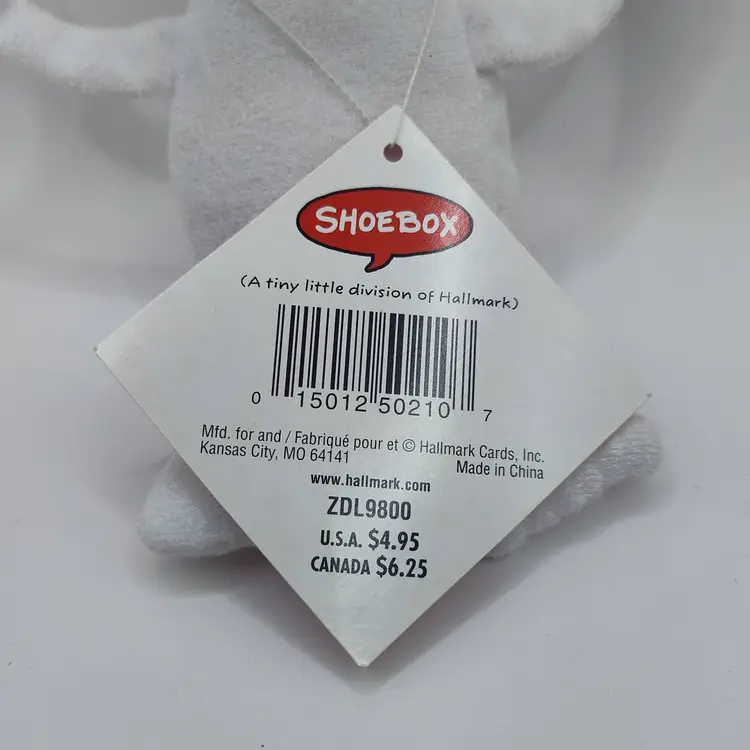 SHOEBOX
(A tiny little division of Hallmark)
0 15012 50210 7
Mfd. for and / Fabriqué pour et © Hallmark Cards, Inc.
Kansas City, MO 64141 Made in China
www.hallmark.com
ZDL9800
U.S.A. $4.95
CANADA $6.25